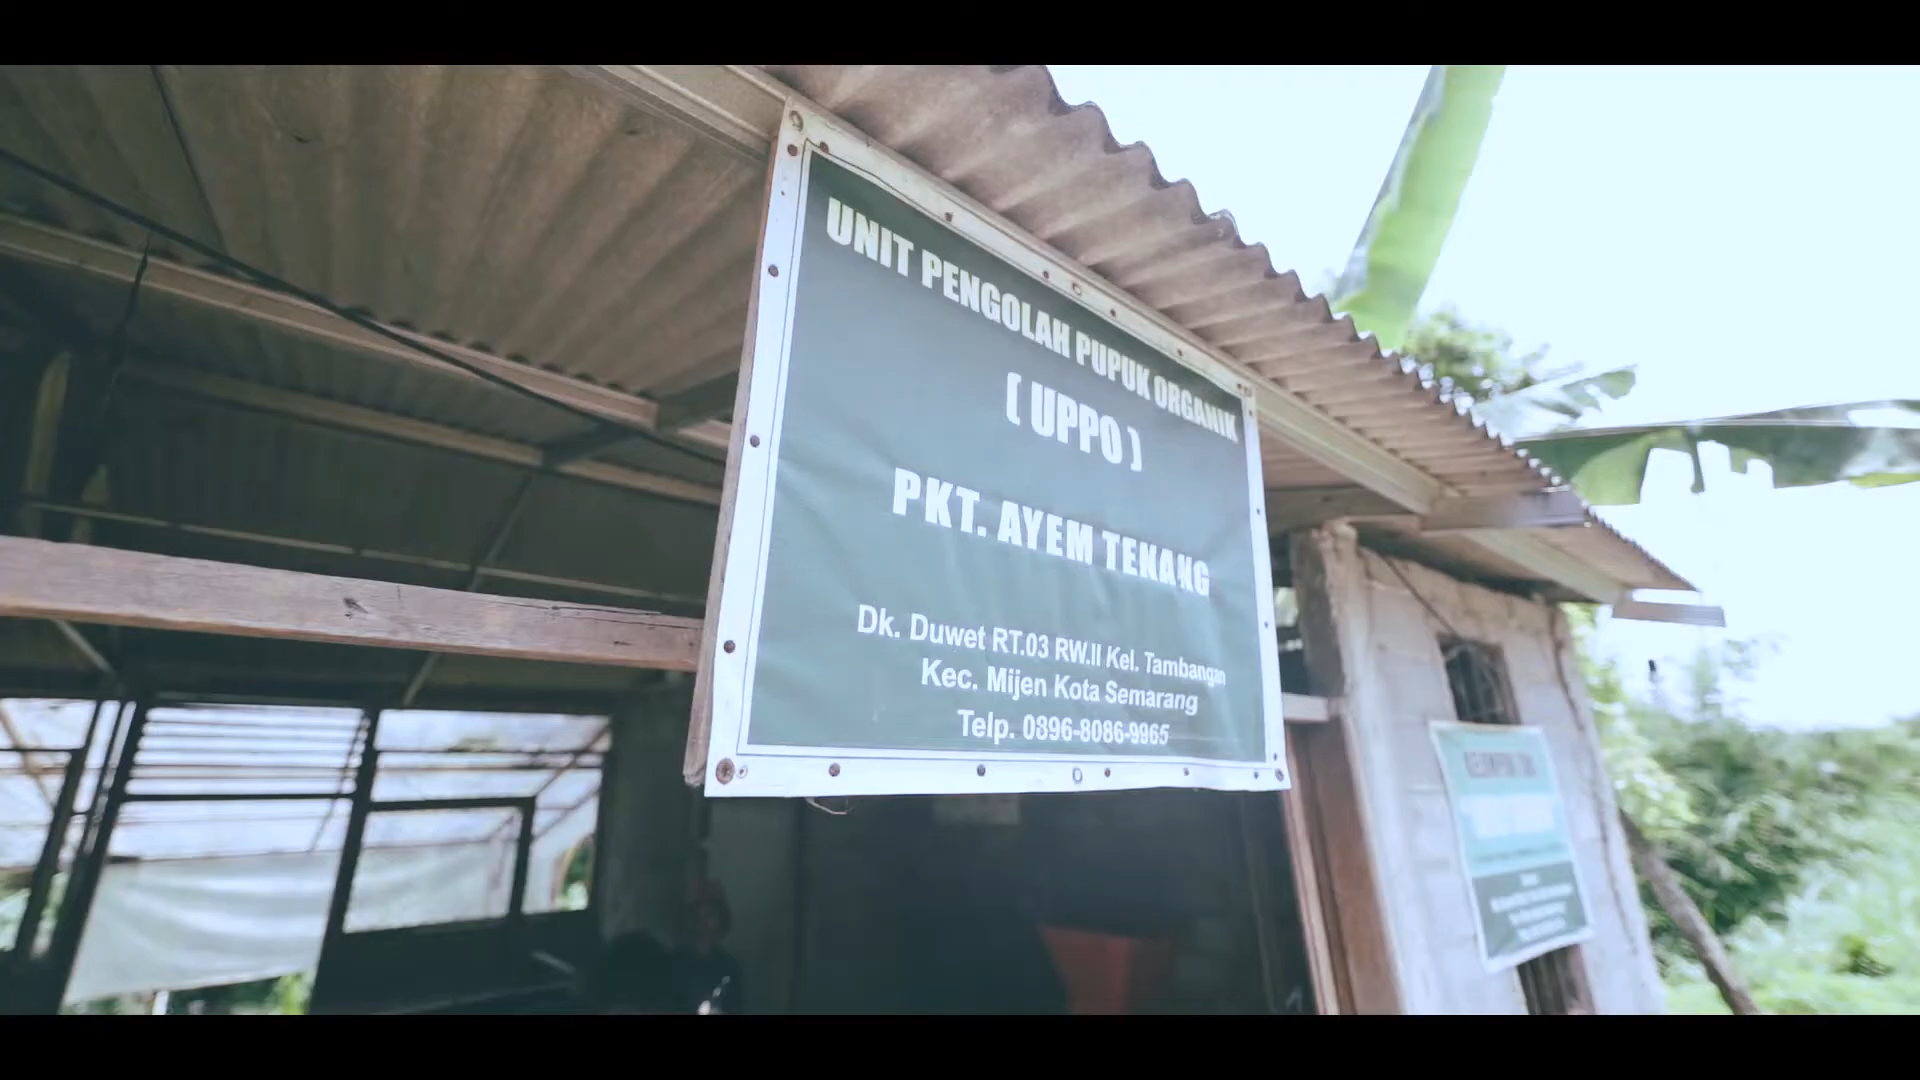 UNIT PENGOLAH PUPUK ORGANIK
( UPPO )
PKT. AYEM TENANG
Dk. Duwet RT.03 RW.II Kel. Tambangan
Kec. Mijen Kota Semarang
Telp. 0896-8086-9965